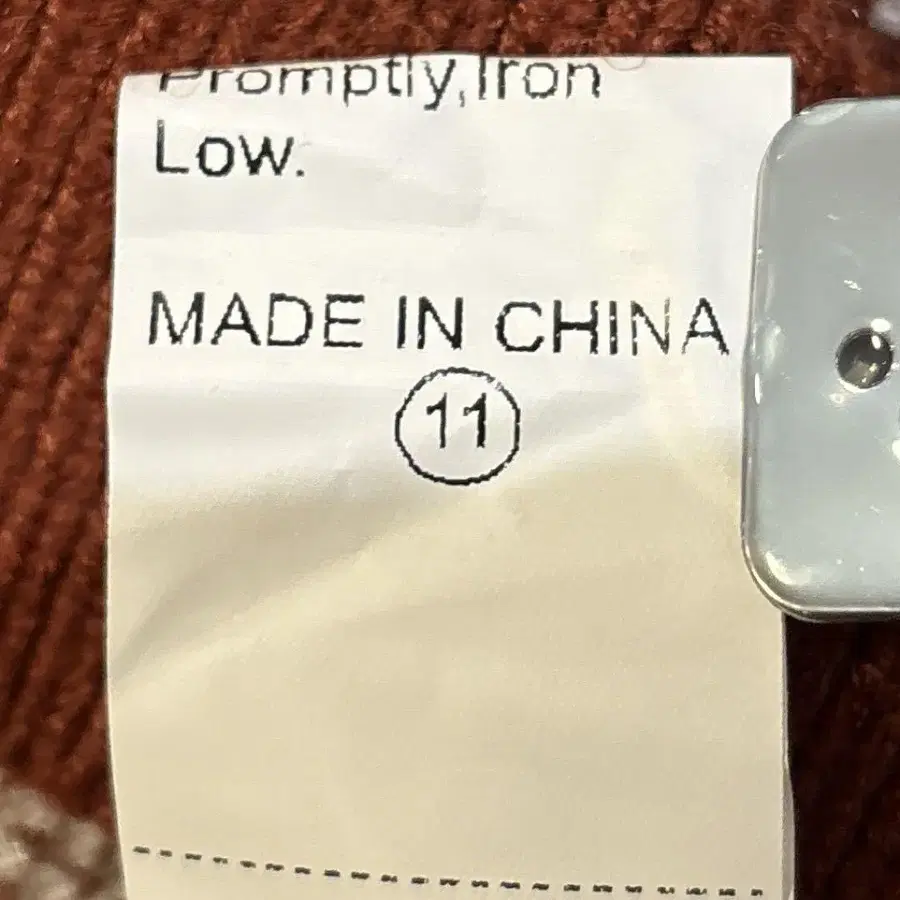 Promptly,Iron
Low.
MADE IN CHINA
11